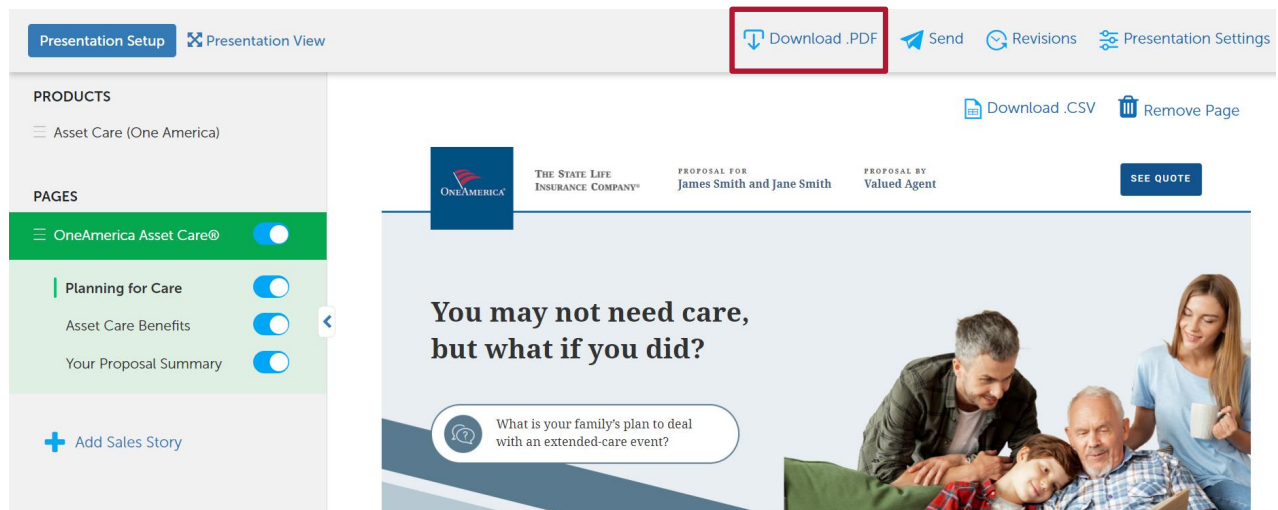 Presentation Setup
Presentation View
Download .PDF
Send
Revisions
Presentation Settings
PRODUCTS
Asset Care (One America)
PAGES
OneAmerica Asset Care®
Planning for Care
Asset Care Benefits
Your Proposal Summary
Add Sales Story
Download .CSV
Remove Page
ONEAMERICA®
THE STATE LIFE
INSURANCE COMPANY®
PROPOSAL FOR
James Smith and Jane Smith
PROPOSAL BY
Valued Agent
SEE QUOTE
You may not need care,
but what if you did?
What is your family's plan to deal
with an extended-care event?